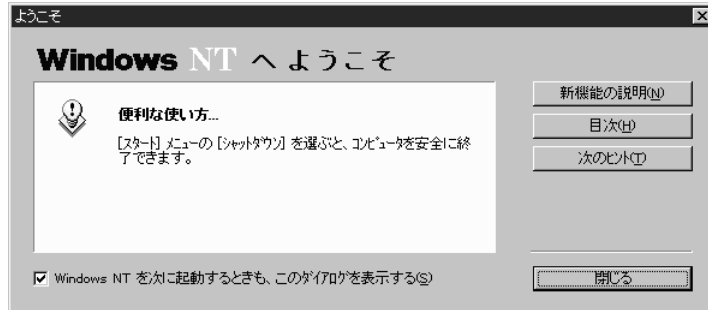 ようこそ
Windows NT へようこそ
便利な使い方...
[スタート] メニューの [シャットダウン] を選ぶと、コンピュータを安全に終
了できます。
新機能の説明(N)
目次(H)
次のヒント(T)
Windows NT を次に起動するときも、このダイアログを表示する(S)
閉じる